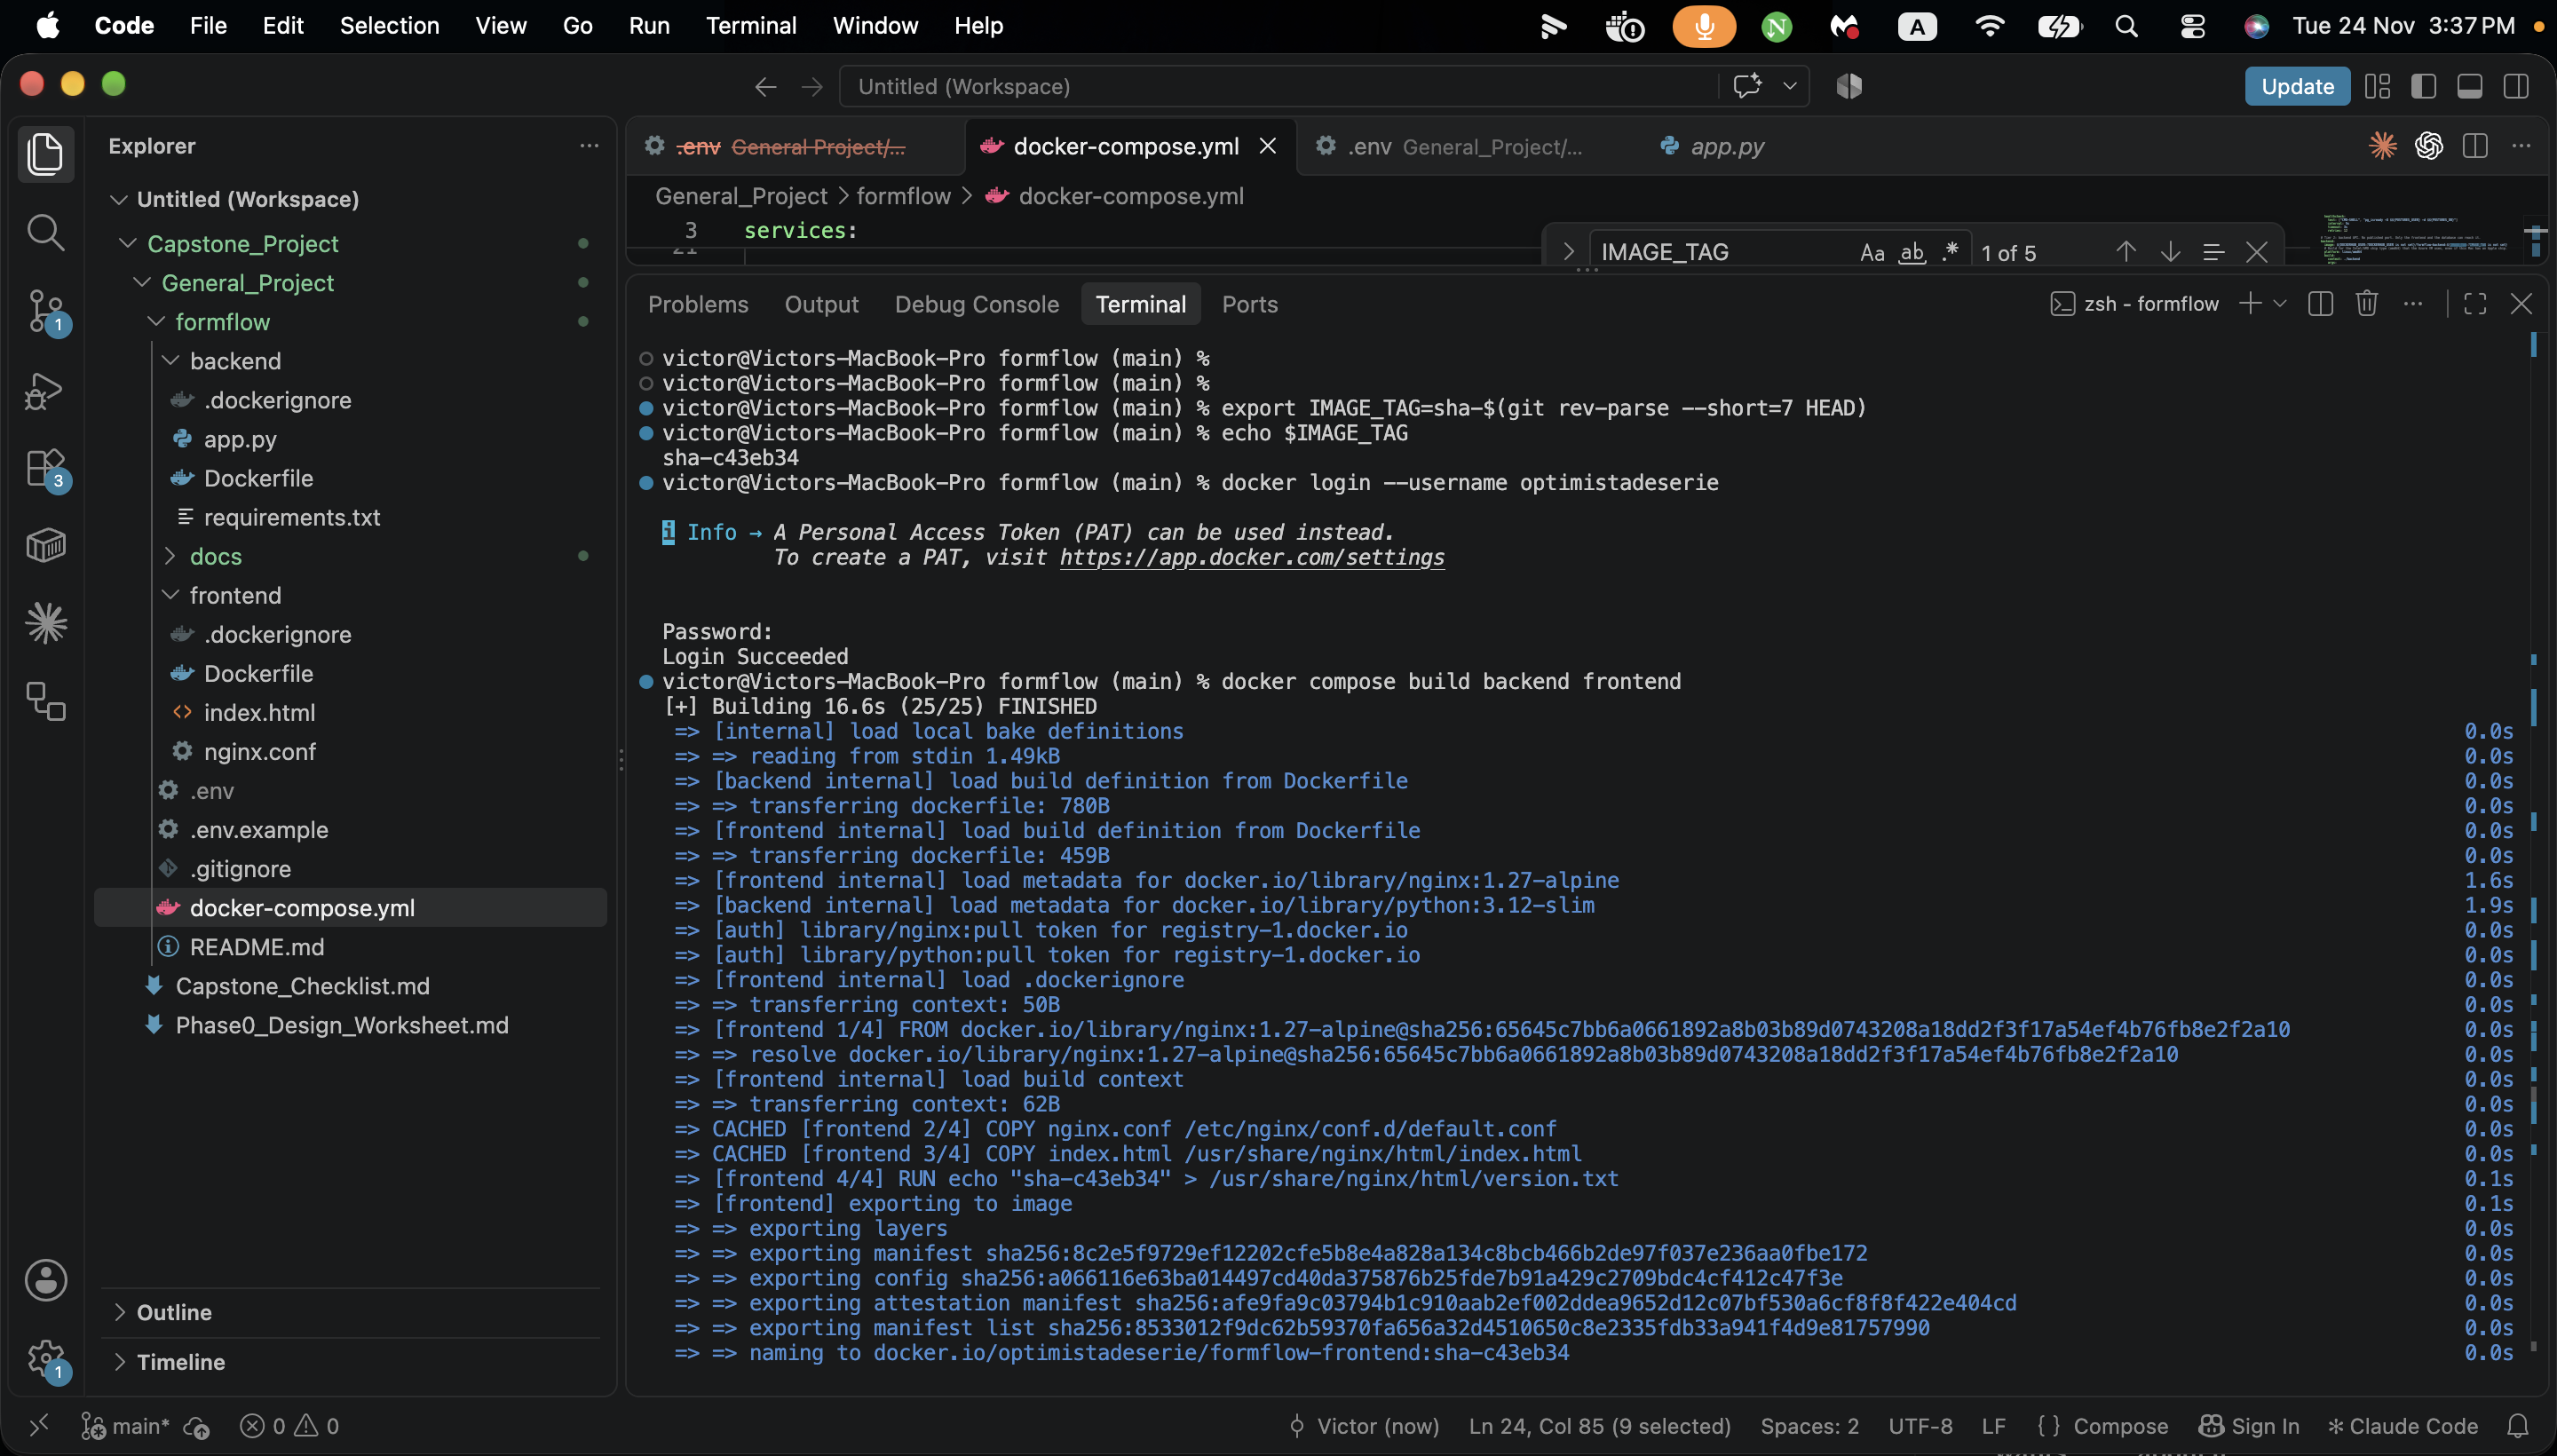 Code File Edit Selection View Go Run Terminal Window Help
A
Tue 24 Nov 3:37 PM
Untitled (Workspace)
Update
Explorer
Untitled (Workspace)
Capstone_Project
General_Project
formflow
backend
.dockerignore
app.py
Dockerfile
requirements.txt
docs
frontend
.dockerignore
Dockerfile
index.html
nginx.conf
.env
.env.example
.gitignore
docker-compose.yml
README.md
Capstone_Checklist.md
Phase0_Design_Worksheet.md
Outline
Timeline
1
3
1
.env General Project/...
docker-compose.yml
.env General_Project/...
app.py
General_Project > formflow > docker-compose.yml
3 services:
21
IMAGE_TAG Aa ab .* 1 of 5
Problems Output Debug Console Terminal Ports
zsh - formflow
victor@Victors-MacBook-Pro formflow (main) %
victor@Victors-MacBook-Pro formflow (main) %
victor@Victors-MacBook-Pro formflow (main) % export IMAGE_TAG=sha-$(git rev-parse --short=7 HEAD)
victor@Victors-MacBook-Pro formflow (main) % echo $IMAGE_TAG
sha-c43eb34
victor@Victors-MacBook-Pro formflow (main) % docker login --username optimistadeserie
i Info → A Personal Access Token (PAT) can be used instead.
To create a PAT, visit https://app.docker.com/settings
Password:
Login Succeeded
victor@Victors-MacBook-Pro formflow (main) % docker compose build backend frontend
[+] Building 16.6s (25/25) FINISHED
=> [internal] load local bake definitions 0.0s
=> => reading from stdin 1.49kB 0.0s
=> [backend internal] load build definition from Dockerfile 0.0s
=> => transferring dockerfile: 780B 0.0s
=> [frontend internal] load build definition from Dockerfile 0.0s
=> => transferring dockerfile: 459B 0.0s
=> [frontend internal] load metadata for docker.io/library/nginx:1.27-alpine 1.6s
=> [backend internal] load metadata for docker.io/library/python:3.12-slim 1.9s
=> [auth] library/nginx:pull token for registry-1.docker.io 0.0s
=> [auth] library/python:pull token for registry-1.docker.io 0.0s
=> [frontend internal] load .dockerignore 0.0s
=> => transferring context: 50B 0.0s
=> [frontend 1/4] FROM docker.io/library/nginx:1.27-alpine@sha256:65645c7bb6a0661892a8b03b89d0743208a18dd2f3f17a54ef4b76fb8e2f2a10 0.0s
=> => resolve docker.io/library/nginx:1.27-alpine@sha256:65645c7bb6a0661892a8b03b89d0743208a18dd2f3f17a54ef4b76fb8e2f2a10 0.0s
=> [frontend internal] load build context 0.0s
=> => transferring context: 62B 0.0s
=> CACHED [frontend 2/4] COPY nginx.conf /etc/nginx/conf.d/default.conf 0.0s
=> CACHED [frontend 3/4] COPY index.html /usr/share/nginx/html/index.html 0.0s
=> [frontend 4/4] RUN echo "sha-c43eb34" > /usr/share/nginx/html/version.txt 0.1s
=> [frontend] exporting to image 0.1s
=> => exporting layers 0.0s
=> => exporting manifest sha256:8c2e5f9729ef12202cfe5b8e4a828a134c8bcb466b2de97f037e236aa0fbe172 0.0s
=> => exporting config sha256:a066116e63ba014497cd40da375876b25fde7b91a429c2709bdc4cf412c47f3e 0.0s
=> => exporting attestation manifest sha256:afe9fa9c03794b1c910aab2ef002ddea9652d12c07bf530a6cf8f8f422e404cd 0.0s
=> => exporting manifest list sha256:8533012f9dc62b59370fa656a32d4510650c8e2335fdb33a941f4d9e81757990 0.0s
=> => naming to docker.io/optimistadeserie/formflow-frontend:sha-c43eb34 0.0s
main* 0 0
Victor (now) Ln 24, Col 85 (9 selected) Spaces: 2 UTF-8 LF {} Compose Sign In Claude Code